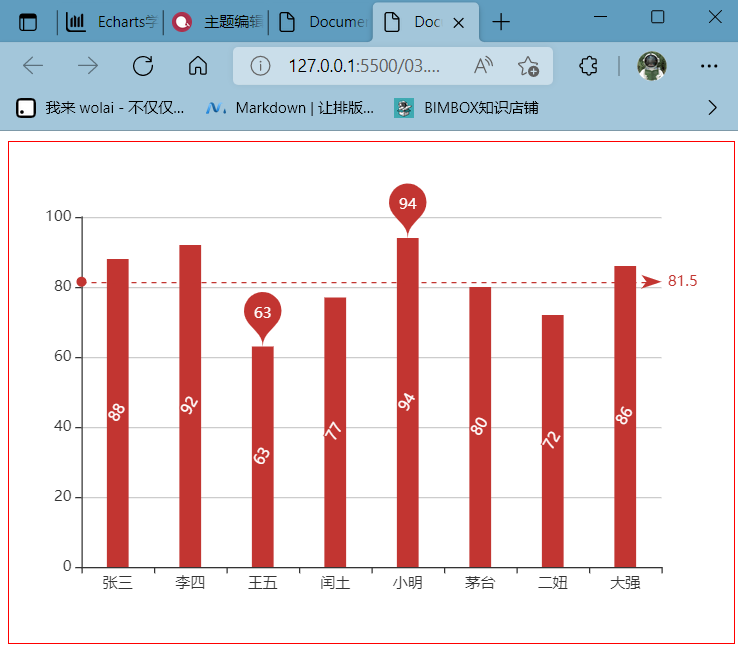 Echarts学
主题编辑
Docume
Doc
127.0.0.1:5500/03....
我来 wolai - 不仅仅...
Markdown | 让排版...
BIMBOX知识店铺
94
100
81.5
80
63
60
88
92
63
77
94
80
72
86
40
20
0
张三
李四
王五
闰土
小明
茅台
二妞
大强